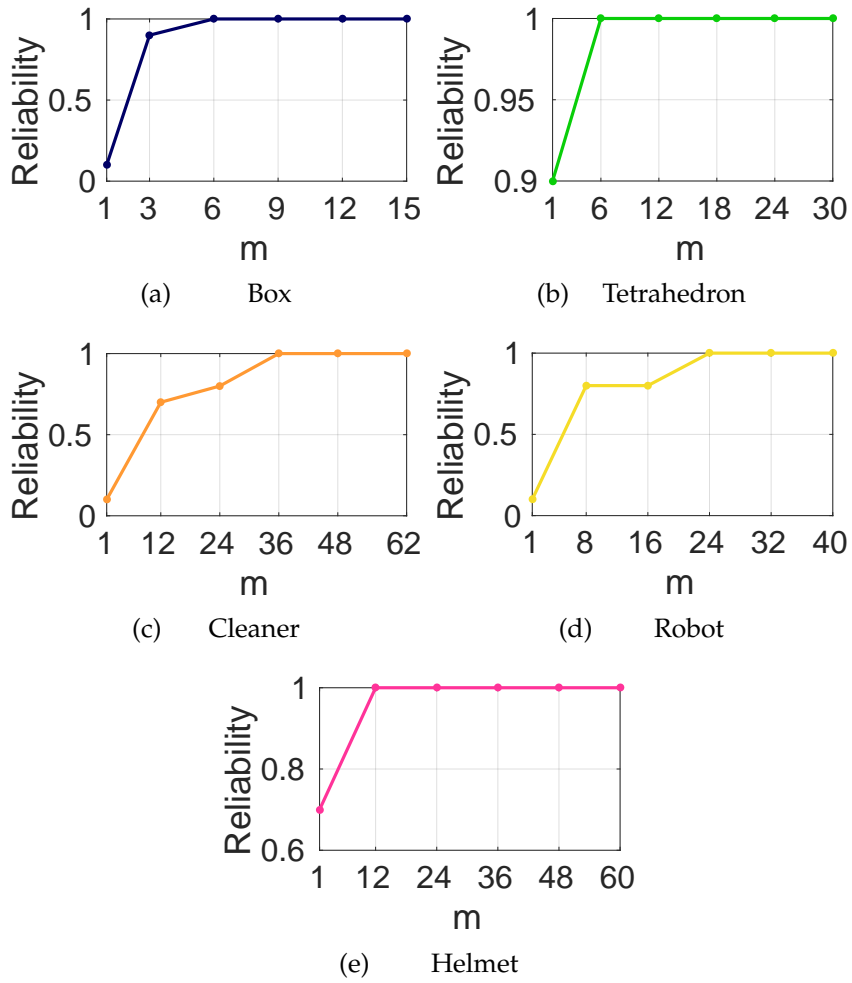 Reliability
1
0.5
0
1 3 6 9 12 15
m
(a) Box
Reliability
1
0.95
0.9
1 6 12 18 24 30
m
(b) Tetrahedron
Reliability
1
0.5
0
1 12 24 36 48 62
m
(c) Cleaner
Reliability
1
0.5
0
1 8 16 24 32 40
m
(d) Robot
Reliability
1
0.8
0.6
1 12 24 36 48 60
m
(e) Helmet